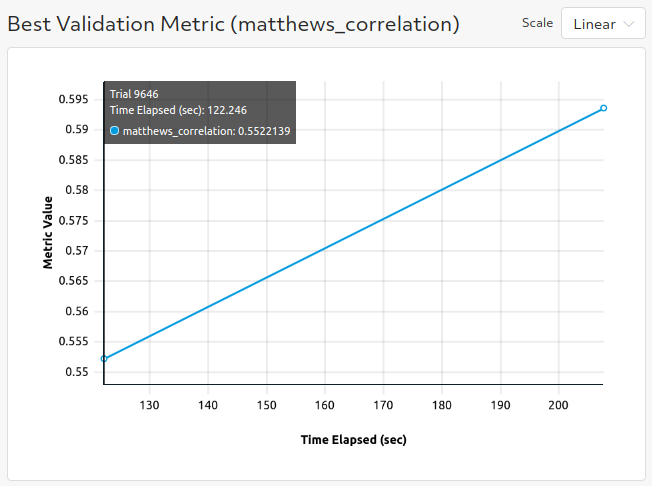 Best Validation Metric (matthews_correlation)
Scale
Linear
Trial 9646
Time Elapsed (sec): 122.246
matthews_correlation: 0.5522139
Metric Value
0.595
0.59
0.585
0.58
0.575
0.57
0.565
0.56
0.555
0.55
130 140 150 160 170 180 190 200
Time Elapsed (sec)